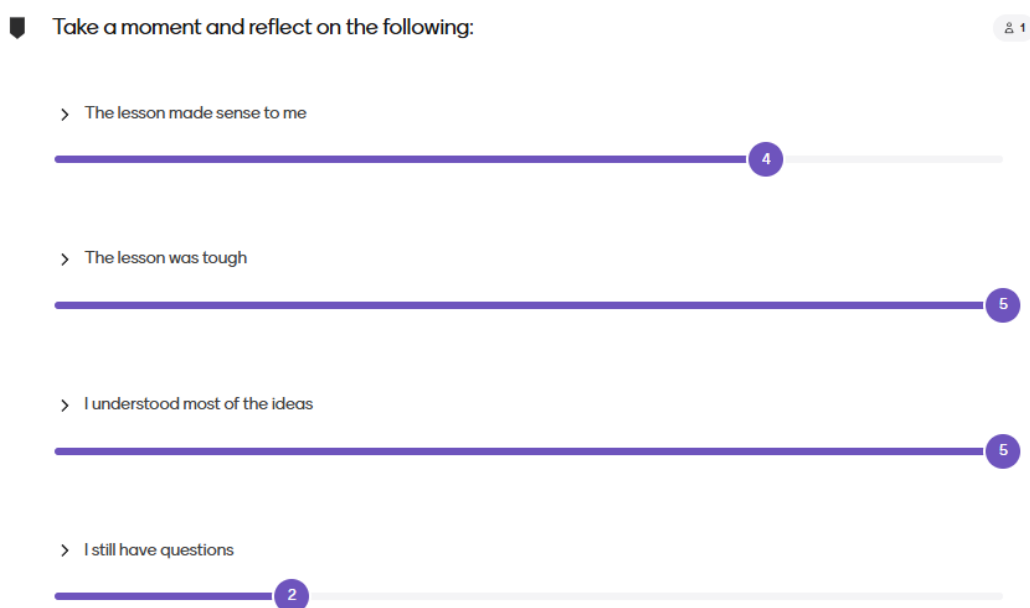 Take a moment and reflect on the following:
1
The lesson made sense to me
4
The lesson was tough
5
I understood most of the ideas
5
I still have questions
2